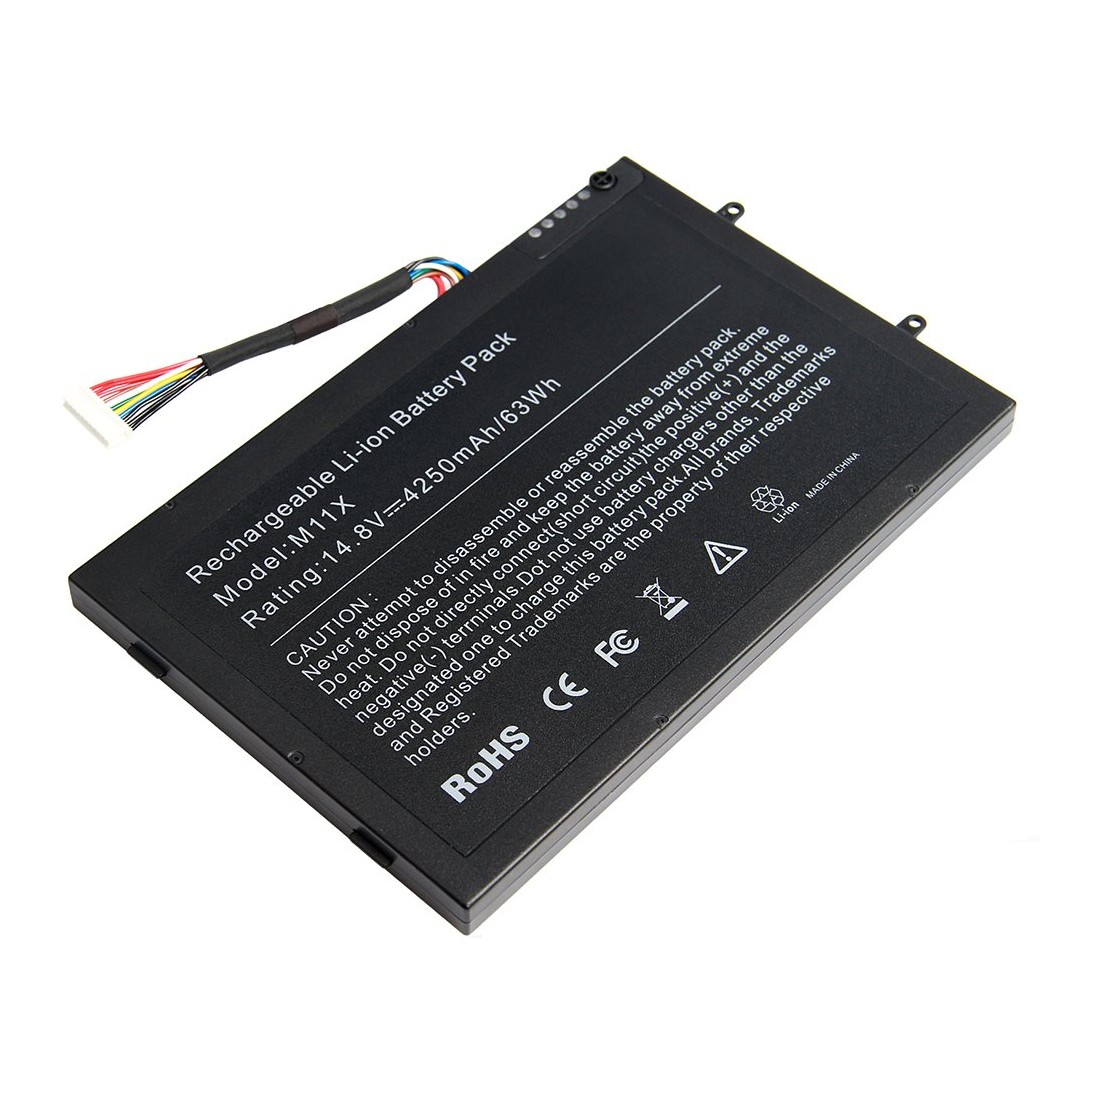 Rechargeable Li-ion Battery Pack
Model:M11X
Rating:14.8V⎓4250mAh/63Wh
CAUTION :
Never attempt to disassemble or reassemble the battery pack.
Do not dispose of in fire and keep the battery away from extreme
heat. Do not directly connect(short circuit)the positive(+) and the
negative(-) terrninals.Dot not use battery chargers other than the
designated one to charge this battery pack.All brands, Trademarks
and Registered Trademarks are the property of their respective
holders.
RoHS
CE
FC
Li-ion
MADE IN CHINA